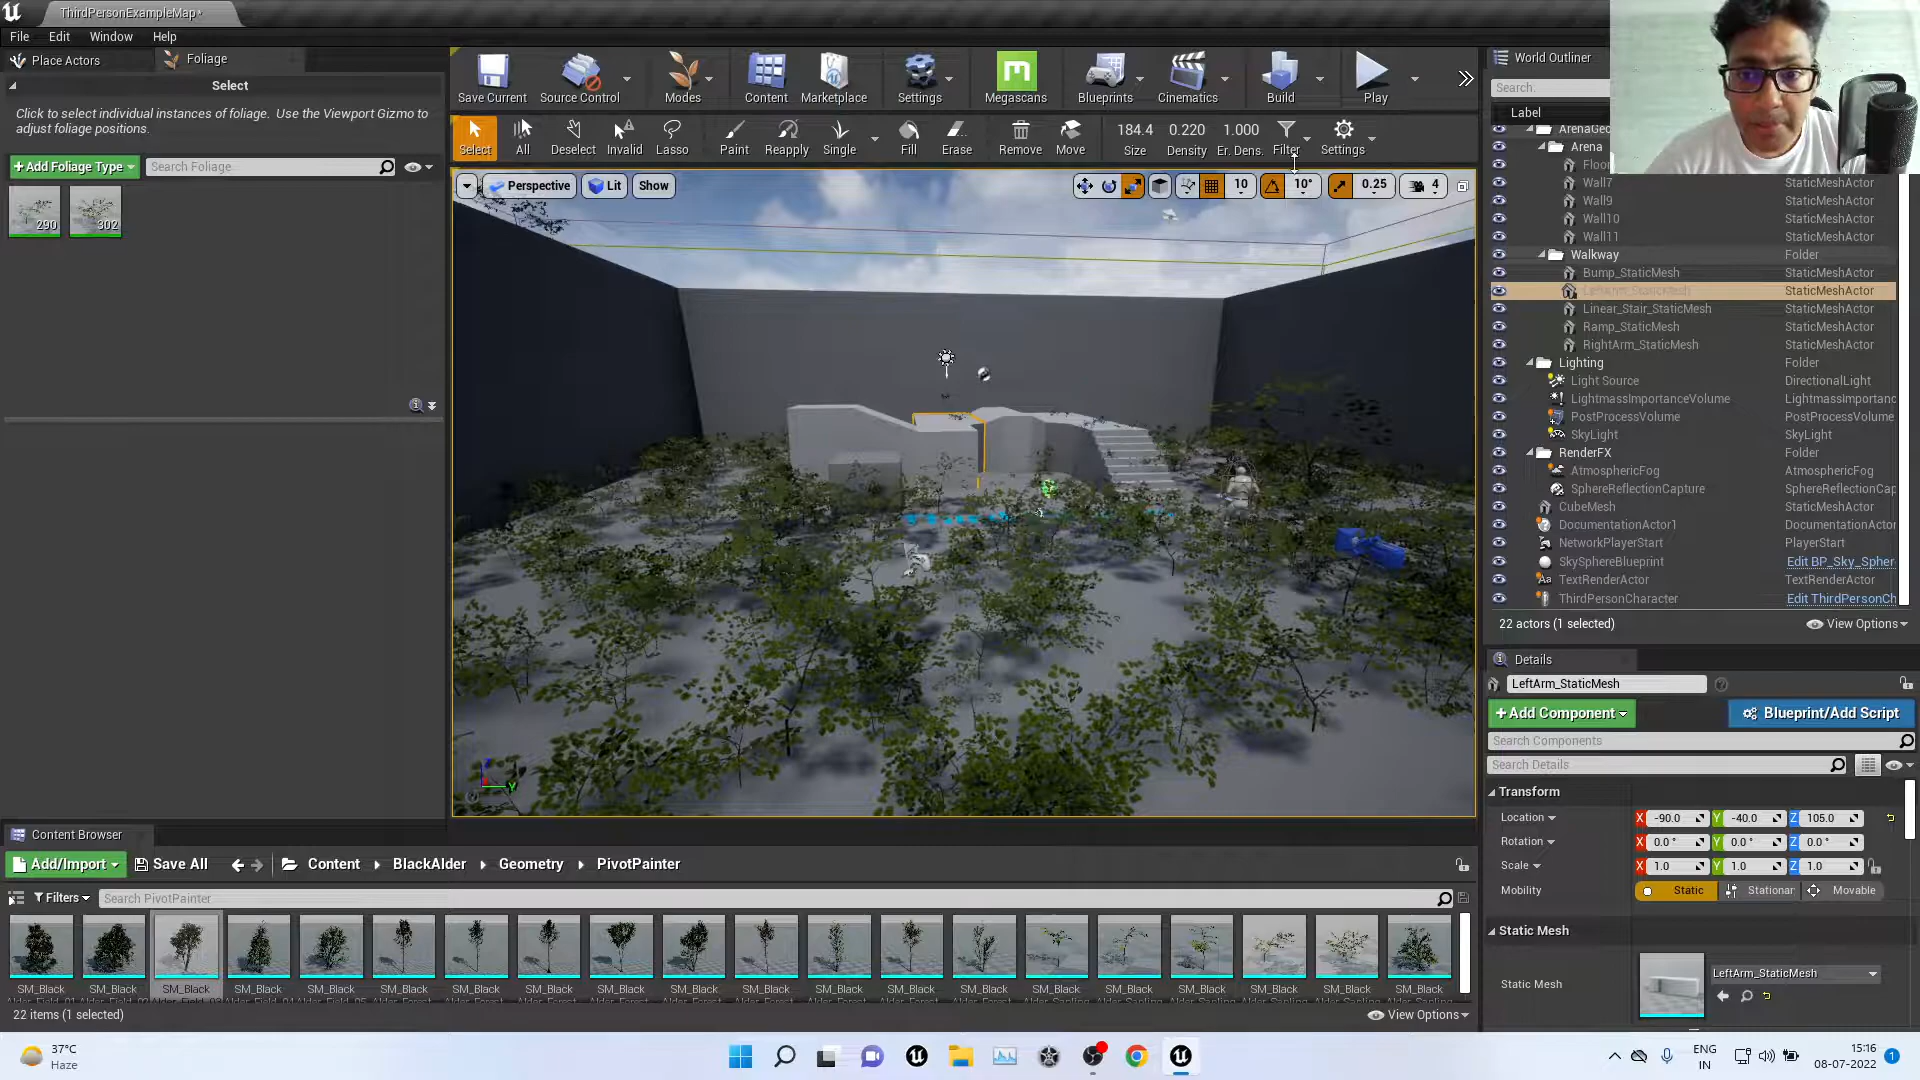 ThirdPersonExampleMap*
File Edit Window Help
Place Actors Foliage
Select
Click to select individual instances of foliage. Use the Viewport Gizmo to
adjust foliage positions.
+Add Foliage Type Search Foliage
290 302
Save Current Source Control Modes Content Marketplace Settings Megascans Blueprints Cinematics Build Play
Select All Deselect Invalid Lasso Paint Reapply Single Fill Erase Remove Move 184.4 Size 0.220 Density 1.000 Er. Dens. Filter Settings
Perspective Lit Show 10 10° 0.25 4
World Outliner
Search.
Label
ArenaGeo
Arena
Floor
Wall7 StaticMeshActor
Wall9 StaticMeshActor
Wall10 StaticMeshActor
Wall11 StaticMeshActor
Walkway Folder
Bump_StaticMesh StaticMeshActor
LeftArm_StaticMesh StaticMeshActor
Linear_Stair_StaticMesh StaticMeshActor
Ramp_StaticMesh StaticMeshActor
RightArm_StaticMesh StaticMeshActor
Lighting Folder
Light Source DirectionalLight
LightmassImportanceVolume LightmassImportanc
PostProcessVolume PostProcessVolume
SkyLight SkyLight
RenderFX Folder
AtmosphericFog AtmosphericFog
SphereReflectionCapture SphereReflectionCap
CubeMesh StaticMeshActor
DocumentationActor1 DocumentationActor
NetworkPlayerStart PlayerStart
SkySphereBlueprint Edit BP_Sky_Spher
TextRenderActor TextRenderActor
ThirdPersonCharacter Edit ThirdPersonCh
22 actors (1 selected) View Options
Details
LeftArm_StaticMesh
+Add Component Blueprint/Add Script
Search Components
Search Details
Transform
Location X -90.0 Y -40.0 Z 105.0
Rotation X 0.0 ° Y 0.0 ° Z 0.0 °
Scale X 1.0 Y 1.0 Z 1.0
Mobility Static Stationar Movable
Static Mesh
Static Mesh LeftArm_StaticMesh
Content Browser
Add/Import Save All Content BlackAlder Geometry PivotPainter
Filters Search PivotPainter
SM_Black SM_Black SM_Black SM_Black SM_Black SM_Black SM_Black SM_Black SM_Black SM_Black SM_Black SM_Black SM_Black SM_Black SM_Black SM_Black SM_Black SM_Black SM_Black SM_Black
22 items (1 selected) View Options
37°C
Haze
ENG
IN
15:16
08-07-2022
1